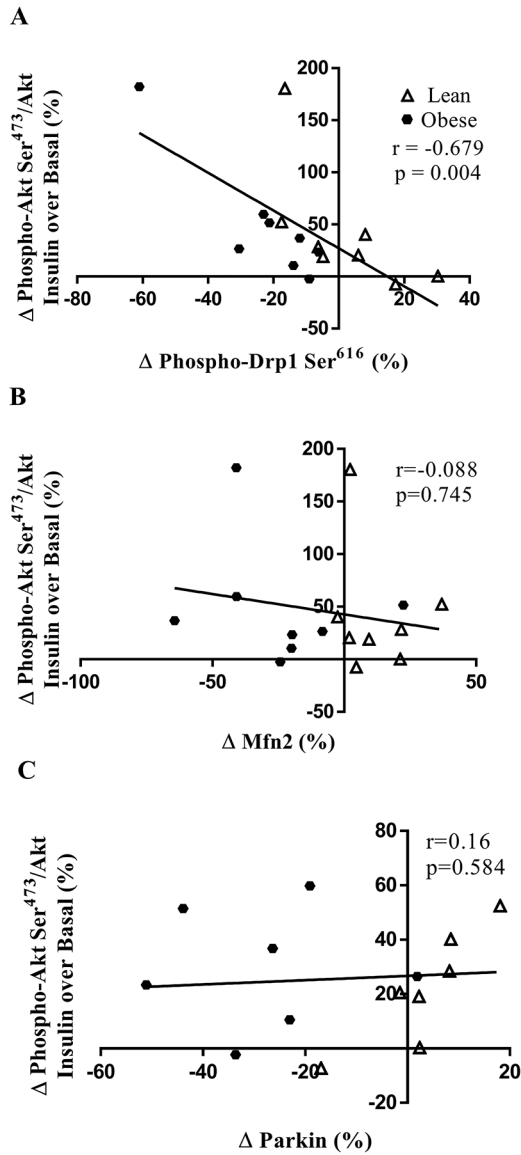 A
Δ Phospho-Akt Ser473/Akt
Insulin over Basal (%)
200
150
100
50
-50
-80
-60
-40
-20
20
40
Lean
Obese
r = -0.679
p = 0.004
Δ Phospho-Drp1 Ser616 (%)
B
Δ Phospho-Akt Ser473/Akt
Insulin over Basal (%)
200
150
100
50
-50
-100
-50
50
r=-0.088
p=0.745
Δ Mfn2 (%)
C
Δ Phospho-Akt Ser473/Akt
Insulin over Basal (%)
80
60
40
20
-20
-60
-40
-20
20
r=0.16
p=0.584
Δ Parkin (%)